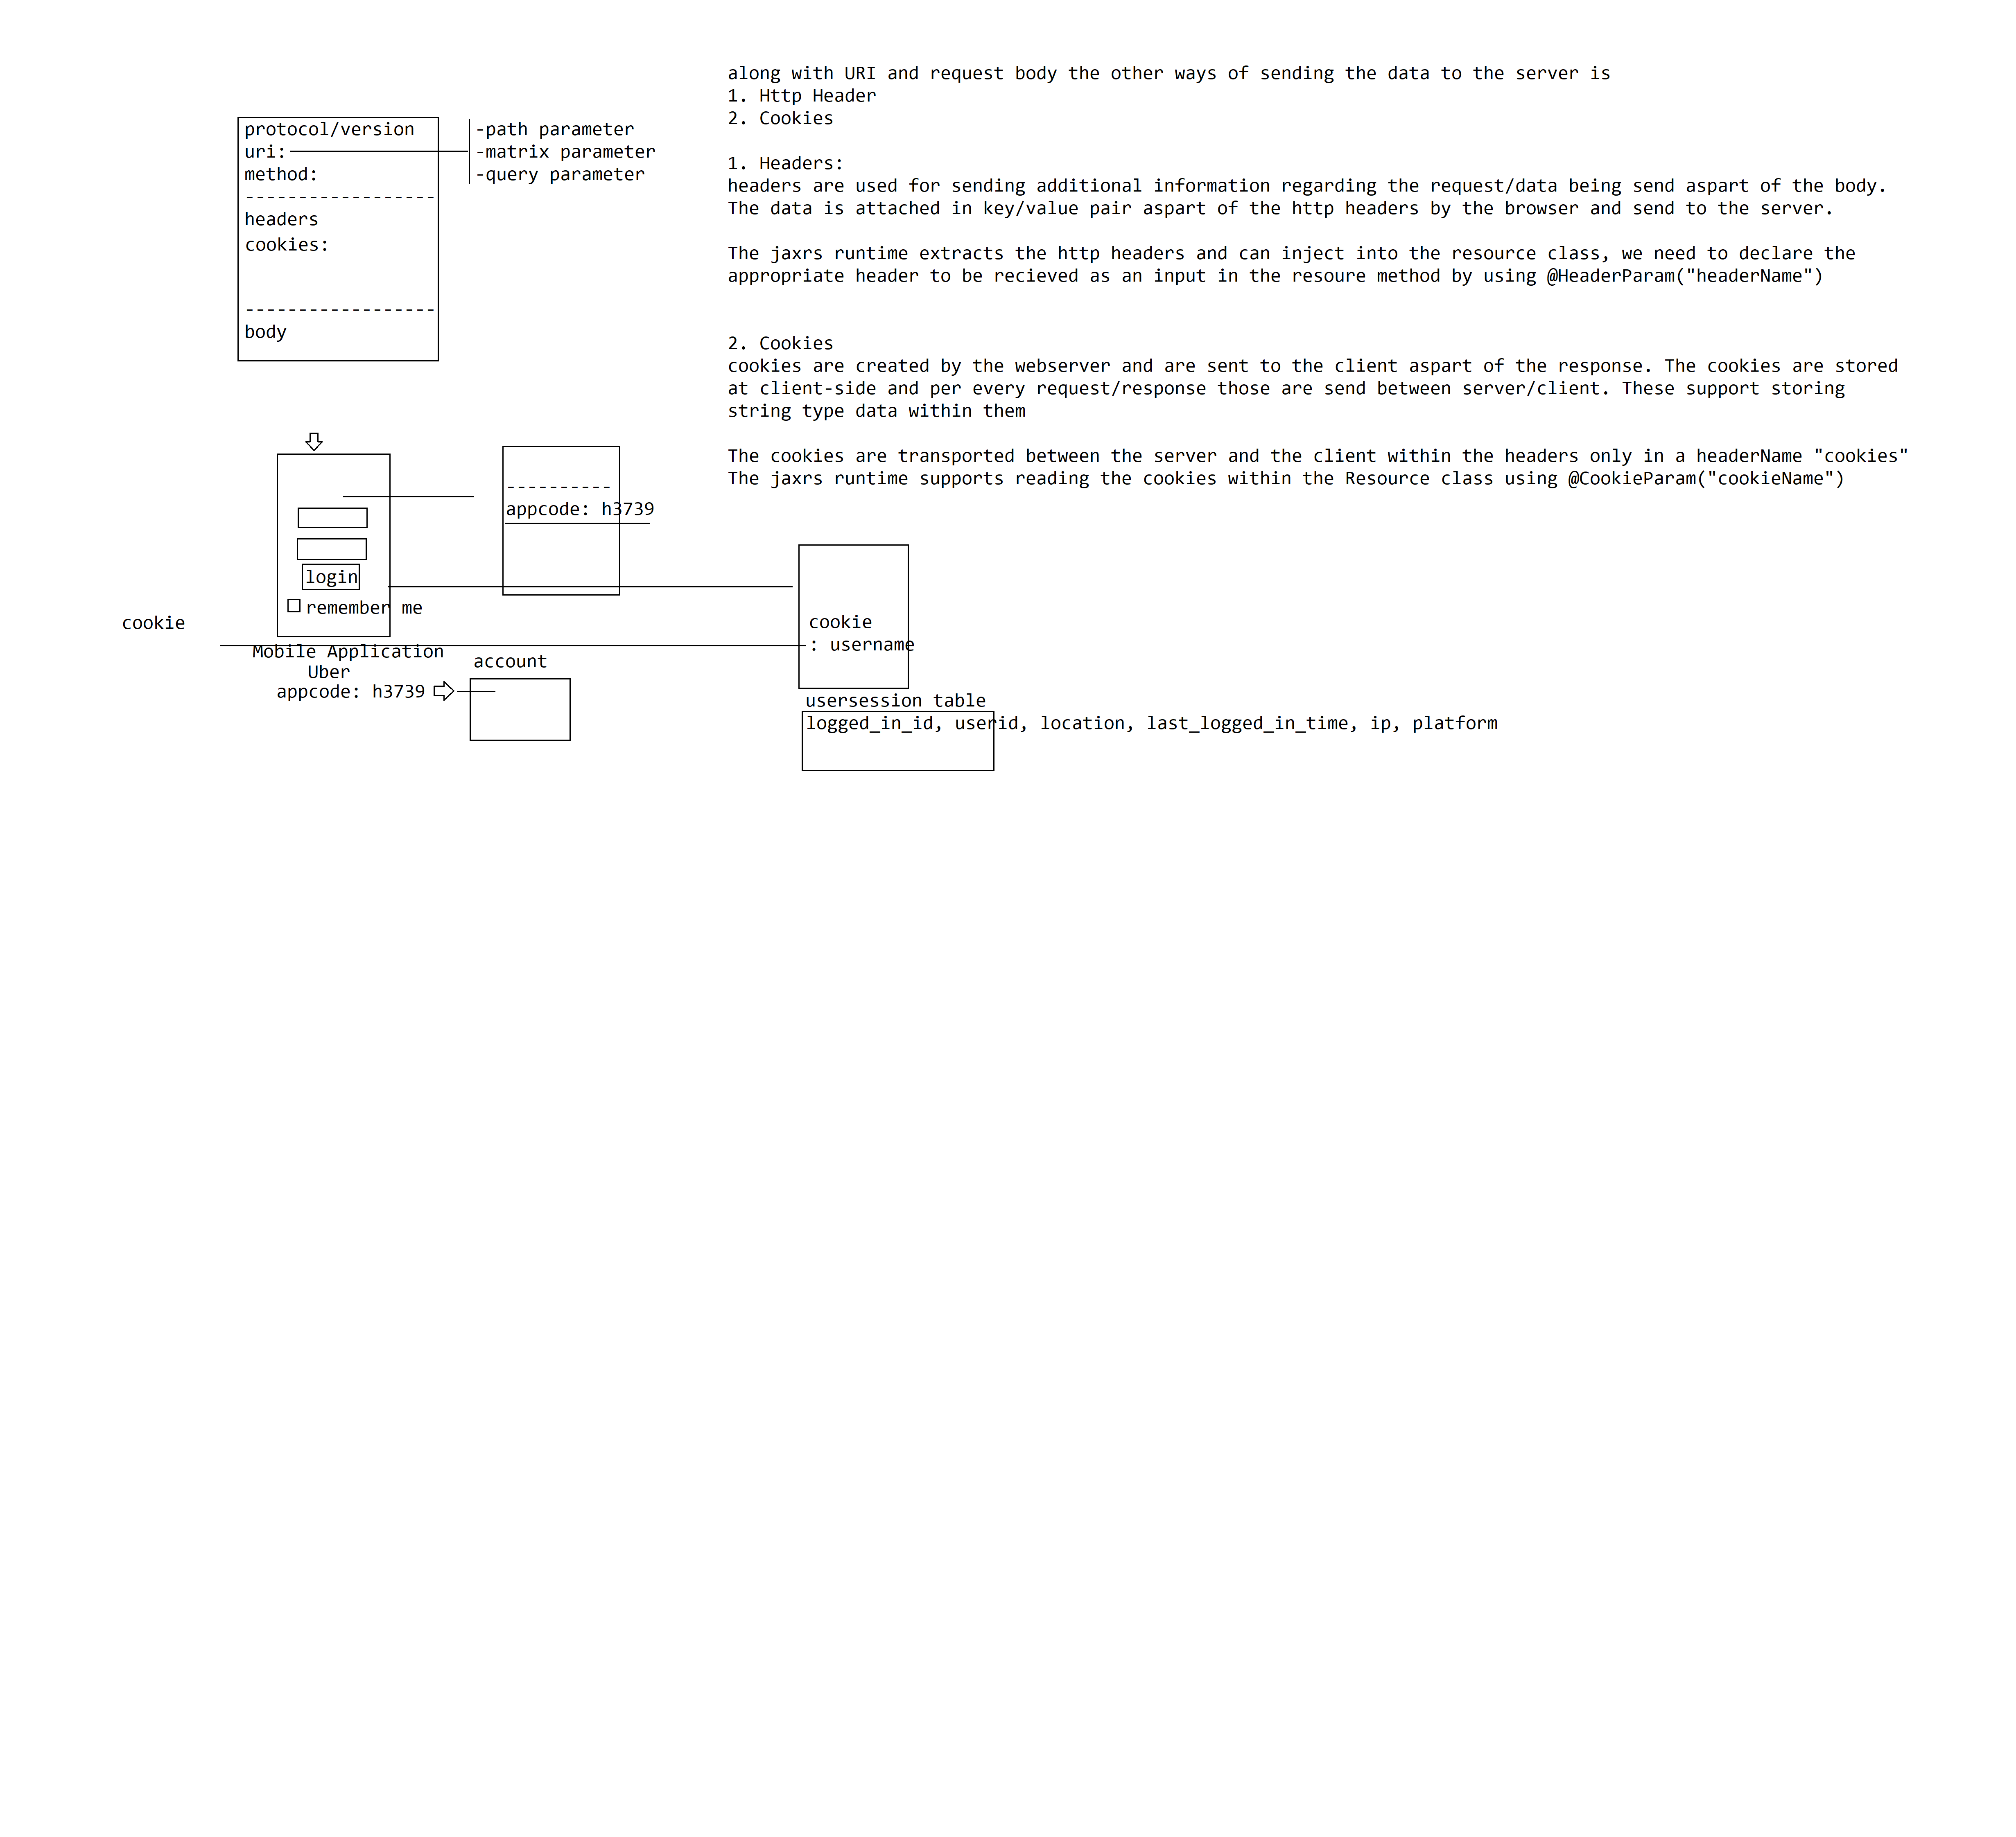 along with URI and request body the other ways of sending the data to the server is
1. Http Header
2. Cookies
protocol/version
uri:
method:
-----------------
headers
cookies:
-----------------
body
-path parameter
-matrix parameter
-query parameter
1. Headers:
headers are used for sending additional information regarding the request/data being send aspart of the body.
The data is attached in key/value pair aspart of the http headers by the browser and send to the server.
The jaxrs runtime extracts the http headers and can inject into the resource class, we need to declare the
appropriate header to be recieved as an input in the resoure method by using @HeaderParam("headerName")
2. Cookies
cookies are created by the webserver and are sent to the client aspart of the response. The cookies are stored
at client-side and per every request/response those are send between server/client. These support storing
string type data within them
The cookies are transported between the server and the client within the headers only in a headerName "cookies"
The jaxrs runtime supports reading the cookies within the Resource class using @CookieParam("cookieName")
----------
appcode: h3739
login
remember me
cookie
Mobile Application
Uber
appcode: h3739
account
cookie
: username
usersession table
logged_in_id, userid, location, last_logged_in_time, ip, platform